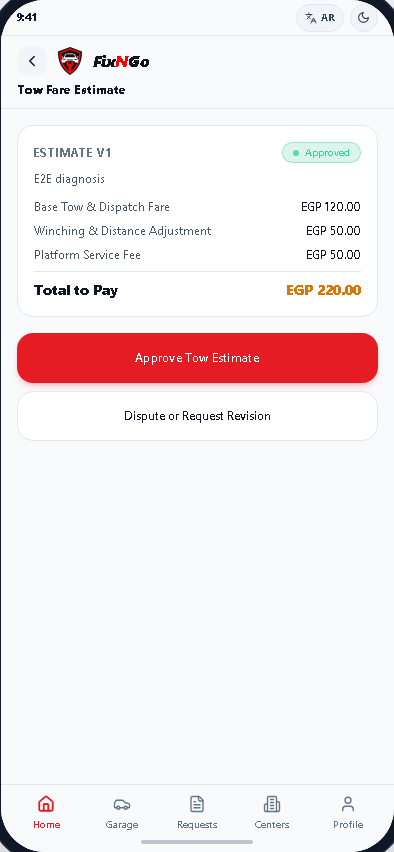 9:41
AR
FixNGo
Tow Fare Estimate
ESTIMATE V1
Approved
E2E diagnosis
Base Tow & Dispatch Fare EGP 120.00
Winching & Distance Adjustment EGP 50.00
Platform Service Fee EGP 50.00
Total to Pay EGP 220.00
Approve Tow Estimate
Dispute or Request Revision
Home Garage Requests Centers Profile